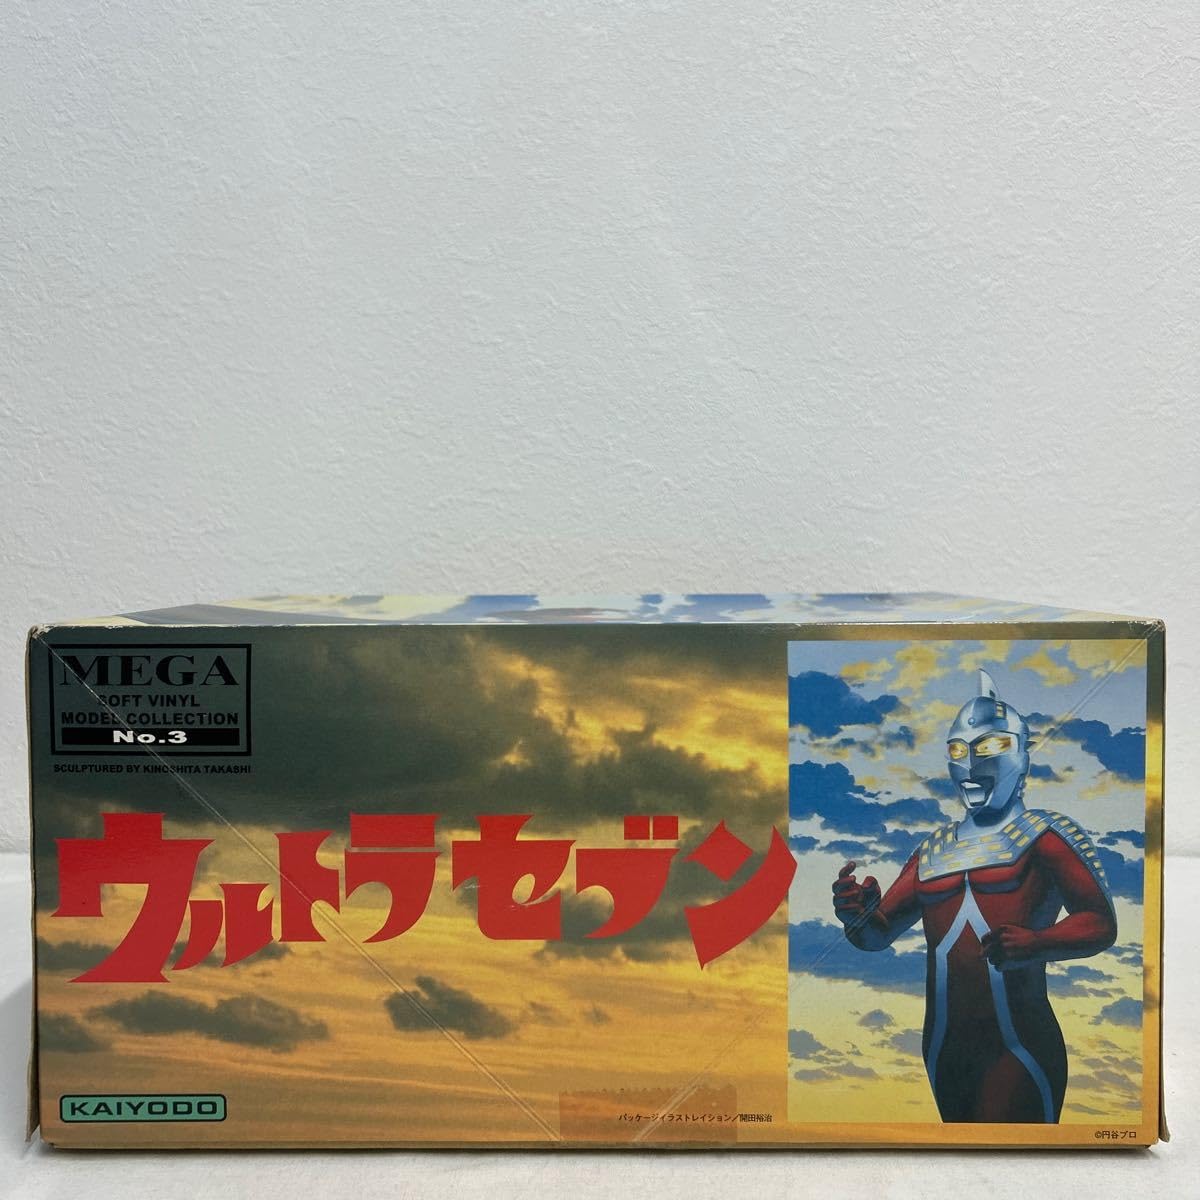 MEGA
SOFT VINYL
MODEL COLLECTION
No.3
SCULPTURED BY KINOSHITA TAKASHI
ウルトラセブン
KAIYODO
パッケージイラストレイション／開田裕治
©円谷プロ